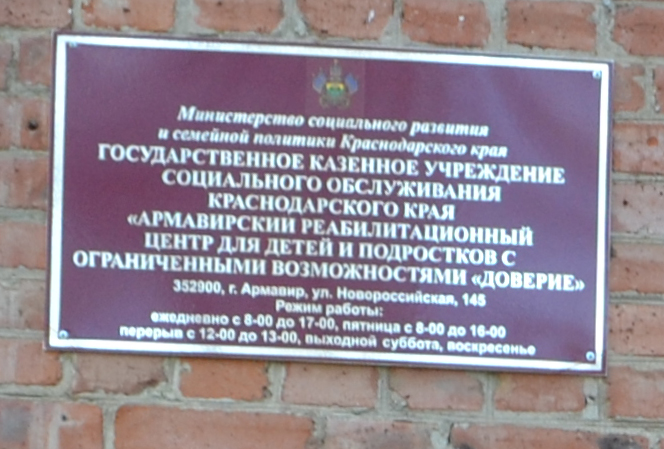 Министерство социального развития
и семейной политики Краснодарского края
ГОСУДАРСТВЕННОЕ КАЗЕННОЕ УЧРЕЖДЕНИЕ
СОЦИАЛЬНОГО ОБСЛУЖИВАНИЯ
КРАСНОДАРСКОГО КРАЯ
«АРМАВИРСКИЙ РЕАБИЛИТАЦИОННЫЙ
ЦЕНТР ДЛЯ ДЕТЕЙ И ПОДРОСТКОВ С
ОГРАНИЧЕННЫМИ ВОЗМОЖНОСТЯМИ «ДОВЕРИЕ»
352900, г. Армавир, ул. Новороссийская, 145
Режим работы:
ежедневно с 8-00 до 17-00, пятница с 8-00 до 16-00
перерыв с 12-00 до 13-00, выходной суббота, воскресенье